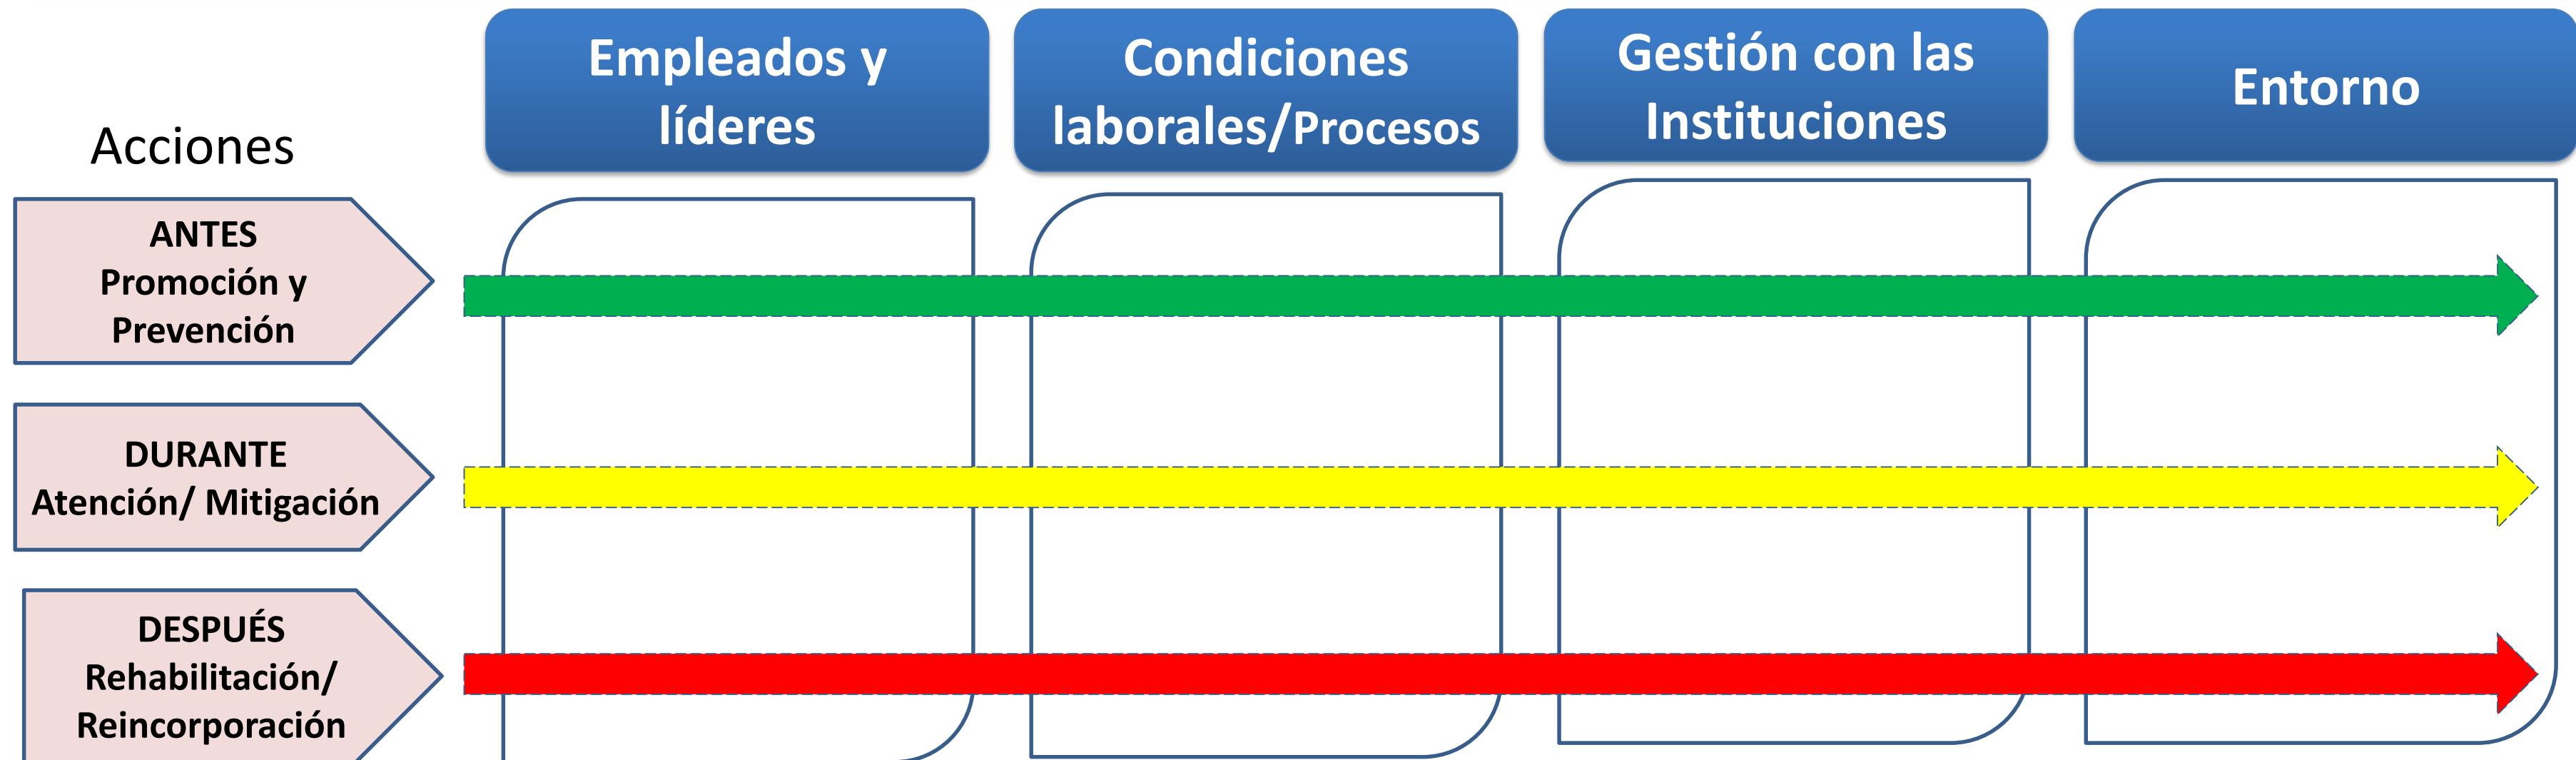 Empleados y
líderes
Condiciones
laborales/Procesos
Gestión con las
Instituciones
Entorno
Acciones
ANTES
Promoción y
Prevención
DURANTE
Atención/ Mitigación
DESPUÉS
Rehabilitación/
Reincorporación